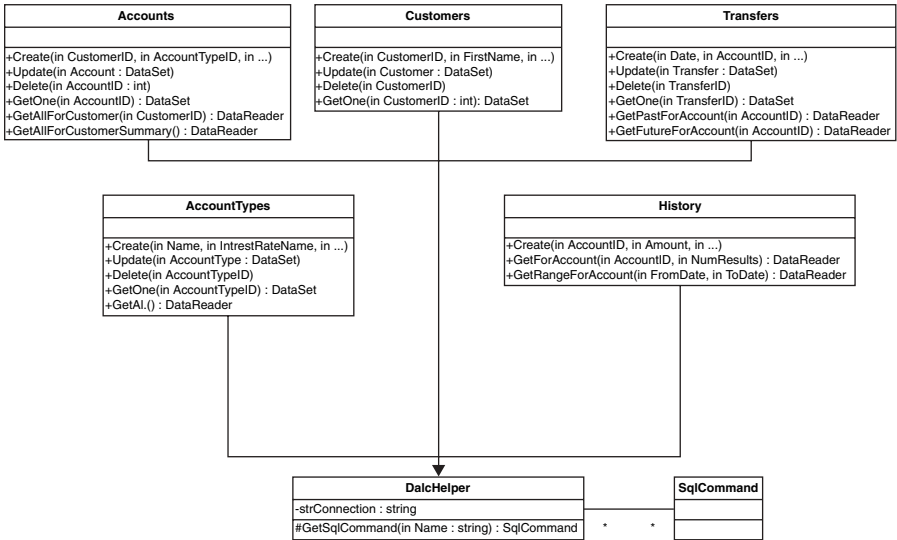 Accounts
+Create(in CustomerID, in AccountTypeID, in ...)
+Update(in Account : DataSet)
+Delete(in AccountID : int)
+GetOne(in AccountID) : DataSet
+GetAllForCustomer(in CustomerID) : DataReader
+GetAllForCustomerSummary() : DataReader
Customers
+Create(in CustomerID, in FirstName, in ...)
+Update(in Customer : DataSet)
+Delete(in CustomerID)
+GetOne(in CustomerID : int): DataSet
Transfers
+Create(in Date, in AccountID, in ...)
+Update(in Transfer : DataSet)
+Delete(in TransferID)
+GetOne(in TransferID) : DataSet
+GetPastForAccount(in AccountID) : DataReader
+GetFutureForAccount(in AccountID) : DataReader
AccountTypes
+Create(in Name, in IntrestRateName, in ...)
+Update(in AccountType : DataSet)
+Delete(in AccountTypeID)
+GetOne(in AccountTypeID) : DataSet
+GetAl.() : DataReader
History
+Create(in AccountID, in Amount, in ...)
+GetForAccount(in AccountID, in NumResults) : DataReader
+GetRangeForAccount(in FromDate, in ToDate) : DataReader
DalcHelper
-strConnection : string
#GetSqlCommand(in Name : string) : SqlCommand
* *
SqlCommand